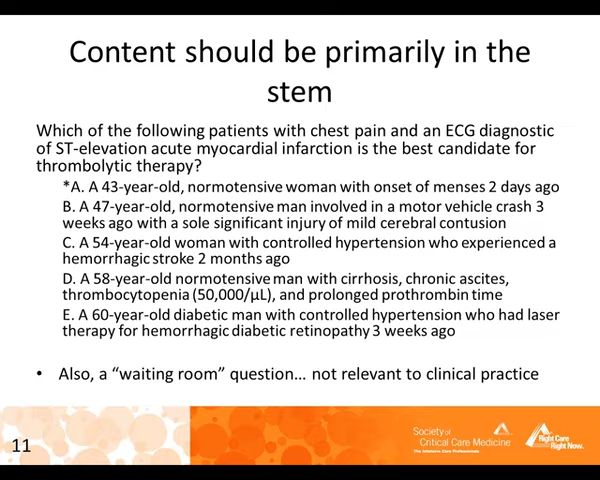 Content should be primarily in the
stem
Which of the following patients with chest pain and an ECG diagnostic
of ST-elevation acute myocardial infarction is the best candidate for
thrombolytic therapy?
*A. A 43-year-old, normotensive woman with onset of menses 2 days ago
B. A 47-year-old, normotensive man involved in a motor vehicle crash 3
weeks ago with a sole significant injury of mild cerebral contusion
C. A 54-year-old woman with controlled hypertension who experienced a
hemorrhagic stroke 2 months ago
D. A 58-year-old normotensive man with cirrhosis, chronic ascites,
thrombocytopenia (50,000/µL), and prolonged prothrombin time
E. A 60-year-old diabetic man with controlled hypertension who had laser
therapy for hemorrhagic diabetic retinopathy 3 weeks ago
• Also, a “waiting room” question... not relevant to clinical practice
Society of
Critical Care Medicine
The Intensive Care Professionals
Right Care
Right Now
11